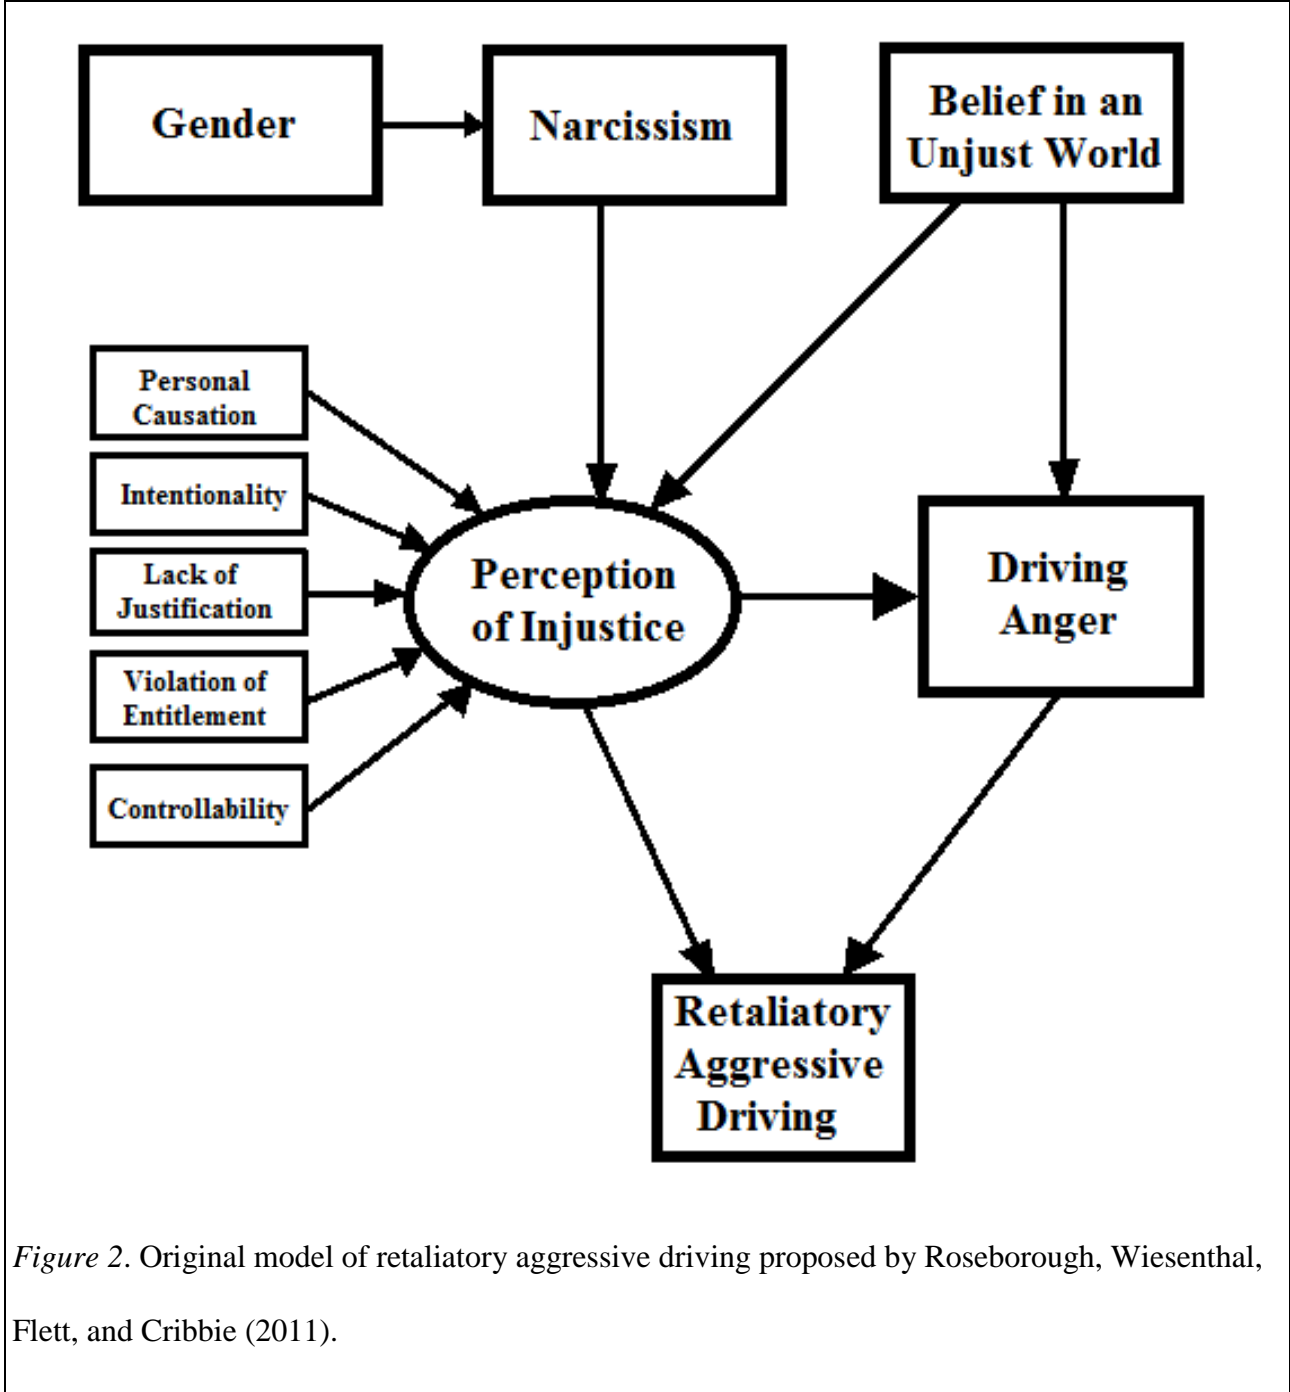 Gender
Narcissism
Belief in an
Unjust World
Personal
Causation
Intentionality
Lack of
Justification
Violation of
Entitlement
Controllability
Perception
of Injustice
Driving
Anger
Retaliatory
Aggressive
Driving
Figure 2. Original model of retaliatory aggressive driving proposed by Roseborough, Wiesenthal,
Flett, and Cribbie (2011).